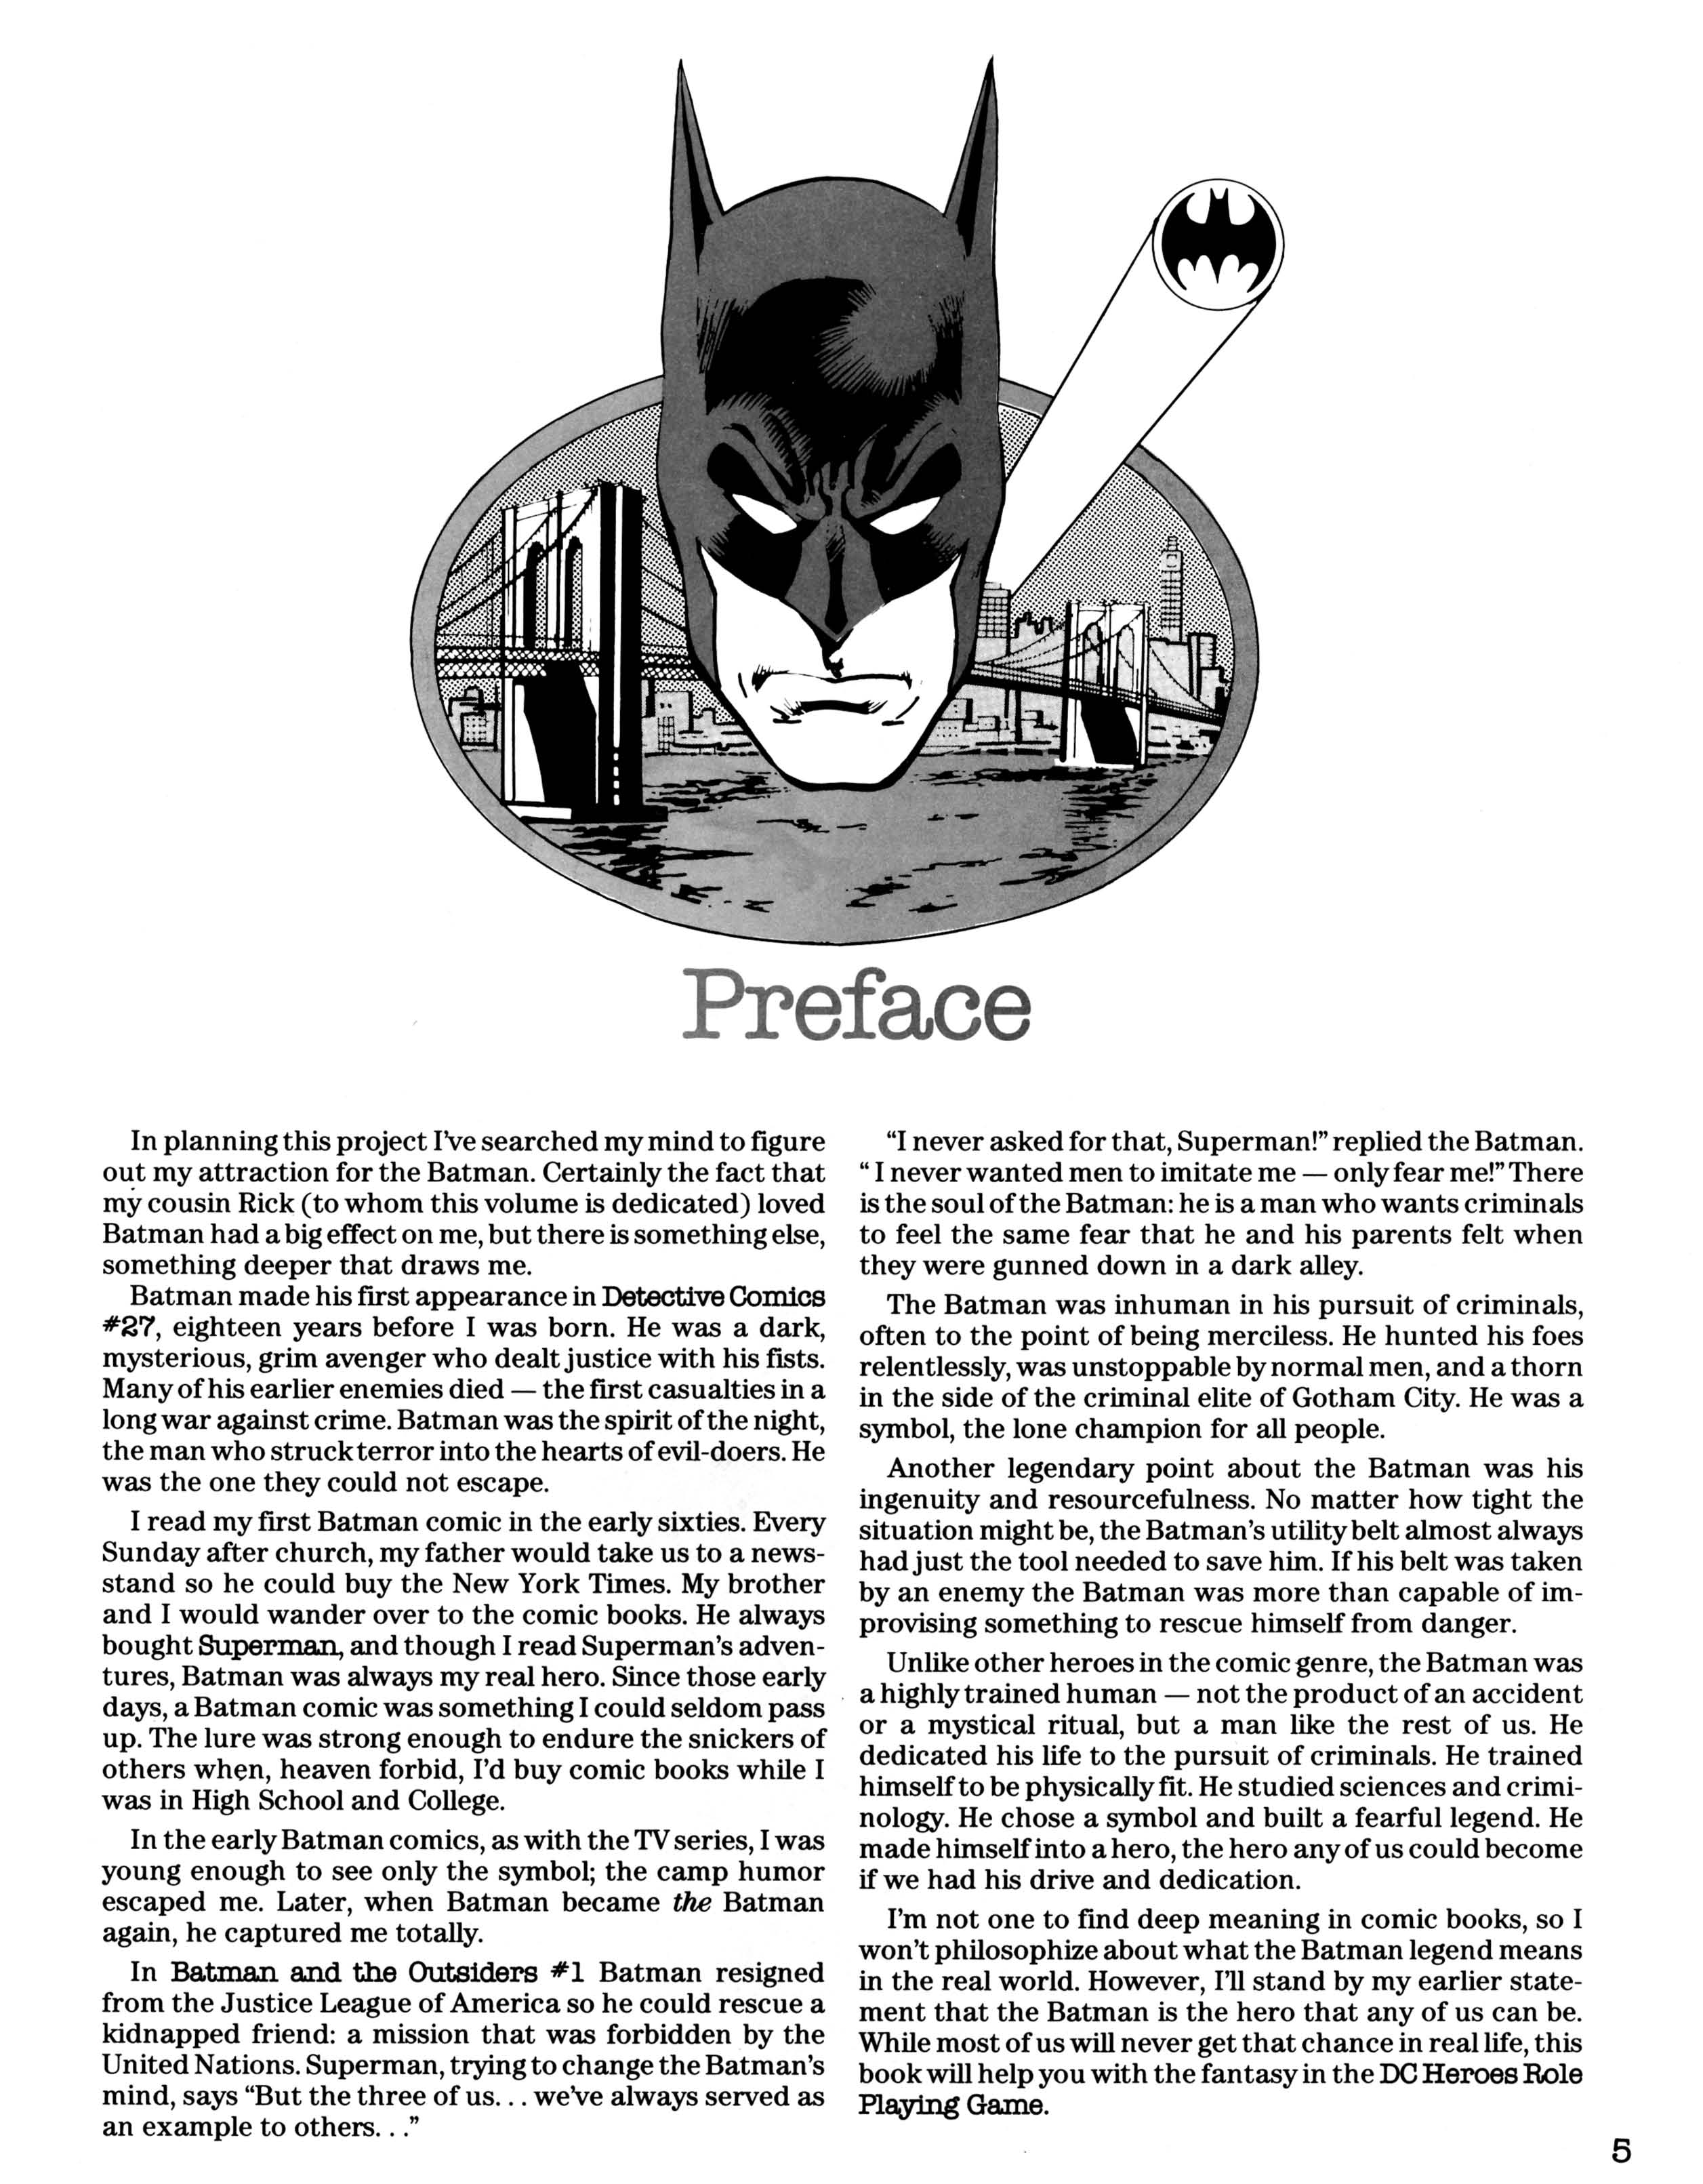 Preface
In planning this project I've searched my mind to figure
out my attraction for the Batman. Certainly the fact that
my cousin Rick (to whom this volume is dedicated) loved
Batman had a big effect on me, but there is something else,
something deeper that draws me.
Batman made his first appearance in Detective Comics
#27, eighteen years before I was born. He was a dark,
mysterious, grim avenger who dealt justice with his fists.
Many of his earlier enemies died — the first casualties in a
long war against crime. Batman was the spirit of the night,
the man who struck terror into the hearts of evil-doers. He
was the one they could not escape.
I read my first Batman comic in the early sixties. Every
Sunday after church, my father would take us to a news-
stand so he could buy the New York Times. My brother
and I would wander over to the comic books. He always
bought Superman, and though I read Superman's adven-
tures, Batman was always my real hero. Since those early
days, a Batman comic was something I could seldom pass
up. The lure was strong enough to endure the snickers of
others when, heaven forbid, I'd buy comic books while I
was in High School and College.
In the early Batman comics, as with the TV series, I was
young enough to see only the symbol; the camp humor
escaped me. Later, when Batman became the Batman
again, he captured me totally.
In Batman and the Outsiders #1 Batman resigned
from the Justice League of America so he could rescue a
kidnapped friend: a mission that was forbidden by the
United Nations. Superman, trying to change the Batman's
mind, says “But the three of us. . . we've always served as
an example to others. . .”
“I never asked for that, Superman!” replied the Batman.
“ I never wanted men to imitate me — only fear me!” There
is the soul of the Batman: he is a man who wants criminals
to feel the same fear that he and his parents felt when
they were gunned down in a dark alley.
The Batman was inhuman in his pursuit of criminals,
often to the point of being merciless. He hunted his foes
relentlessly, was unstoppable by normal men, and a thorn
in the side of the criminal elite of Gotham City. He was a
symbol, the lone champion for all people.
Another legendary point about the Batman was his
ingenuity and resourcefulness. No matter how tight the
situation might be, the Batman's utility belt almost always
had just the tool needed to save him. If his belt was taken
by an enemy the Batman was more than capable of im-
provising something to rescue himself from danger.
Unlike other heroes in the comic genre, the Batman was
a highly trained human — not the product of an accident
or a mystical ritual, but a man like the rest of us. He
dedicated his life to the pursuit of criminals. He trained
himself to be physically fit. He studied sciences and crimi-
nology. He chose a symbol and built a fearful legend. He
made himself into a hero, the hero any of us could become
if we had his drive and dedication.
I'm not one to find deep meaning in comic books, so I
won't philosophize about what the Batman legend means
in the real world. However, I'll stand by my earlier state-
ment that the Batman is the hero that any of us can be.
While most of us will never get that chance in real life, this
book will help you with the fantasy in the DC Heroes Role
Playing Game.
5